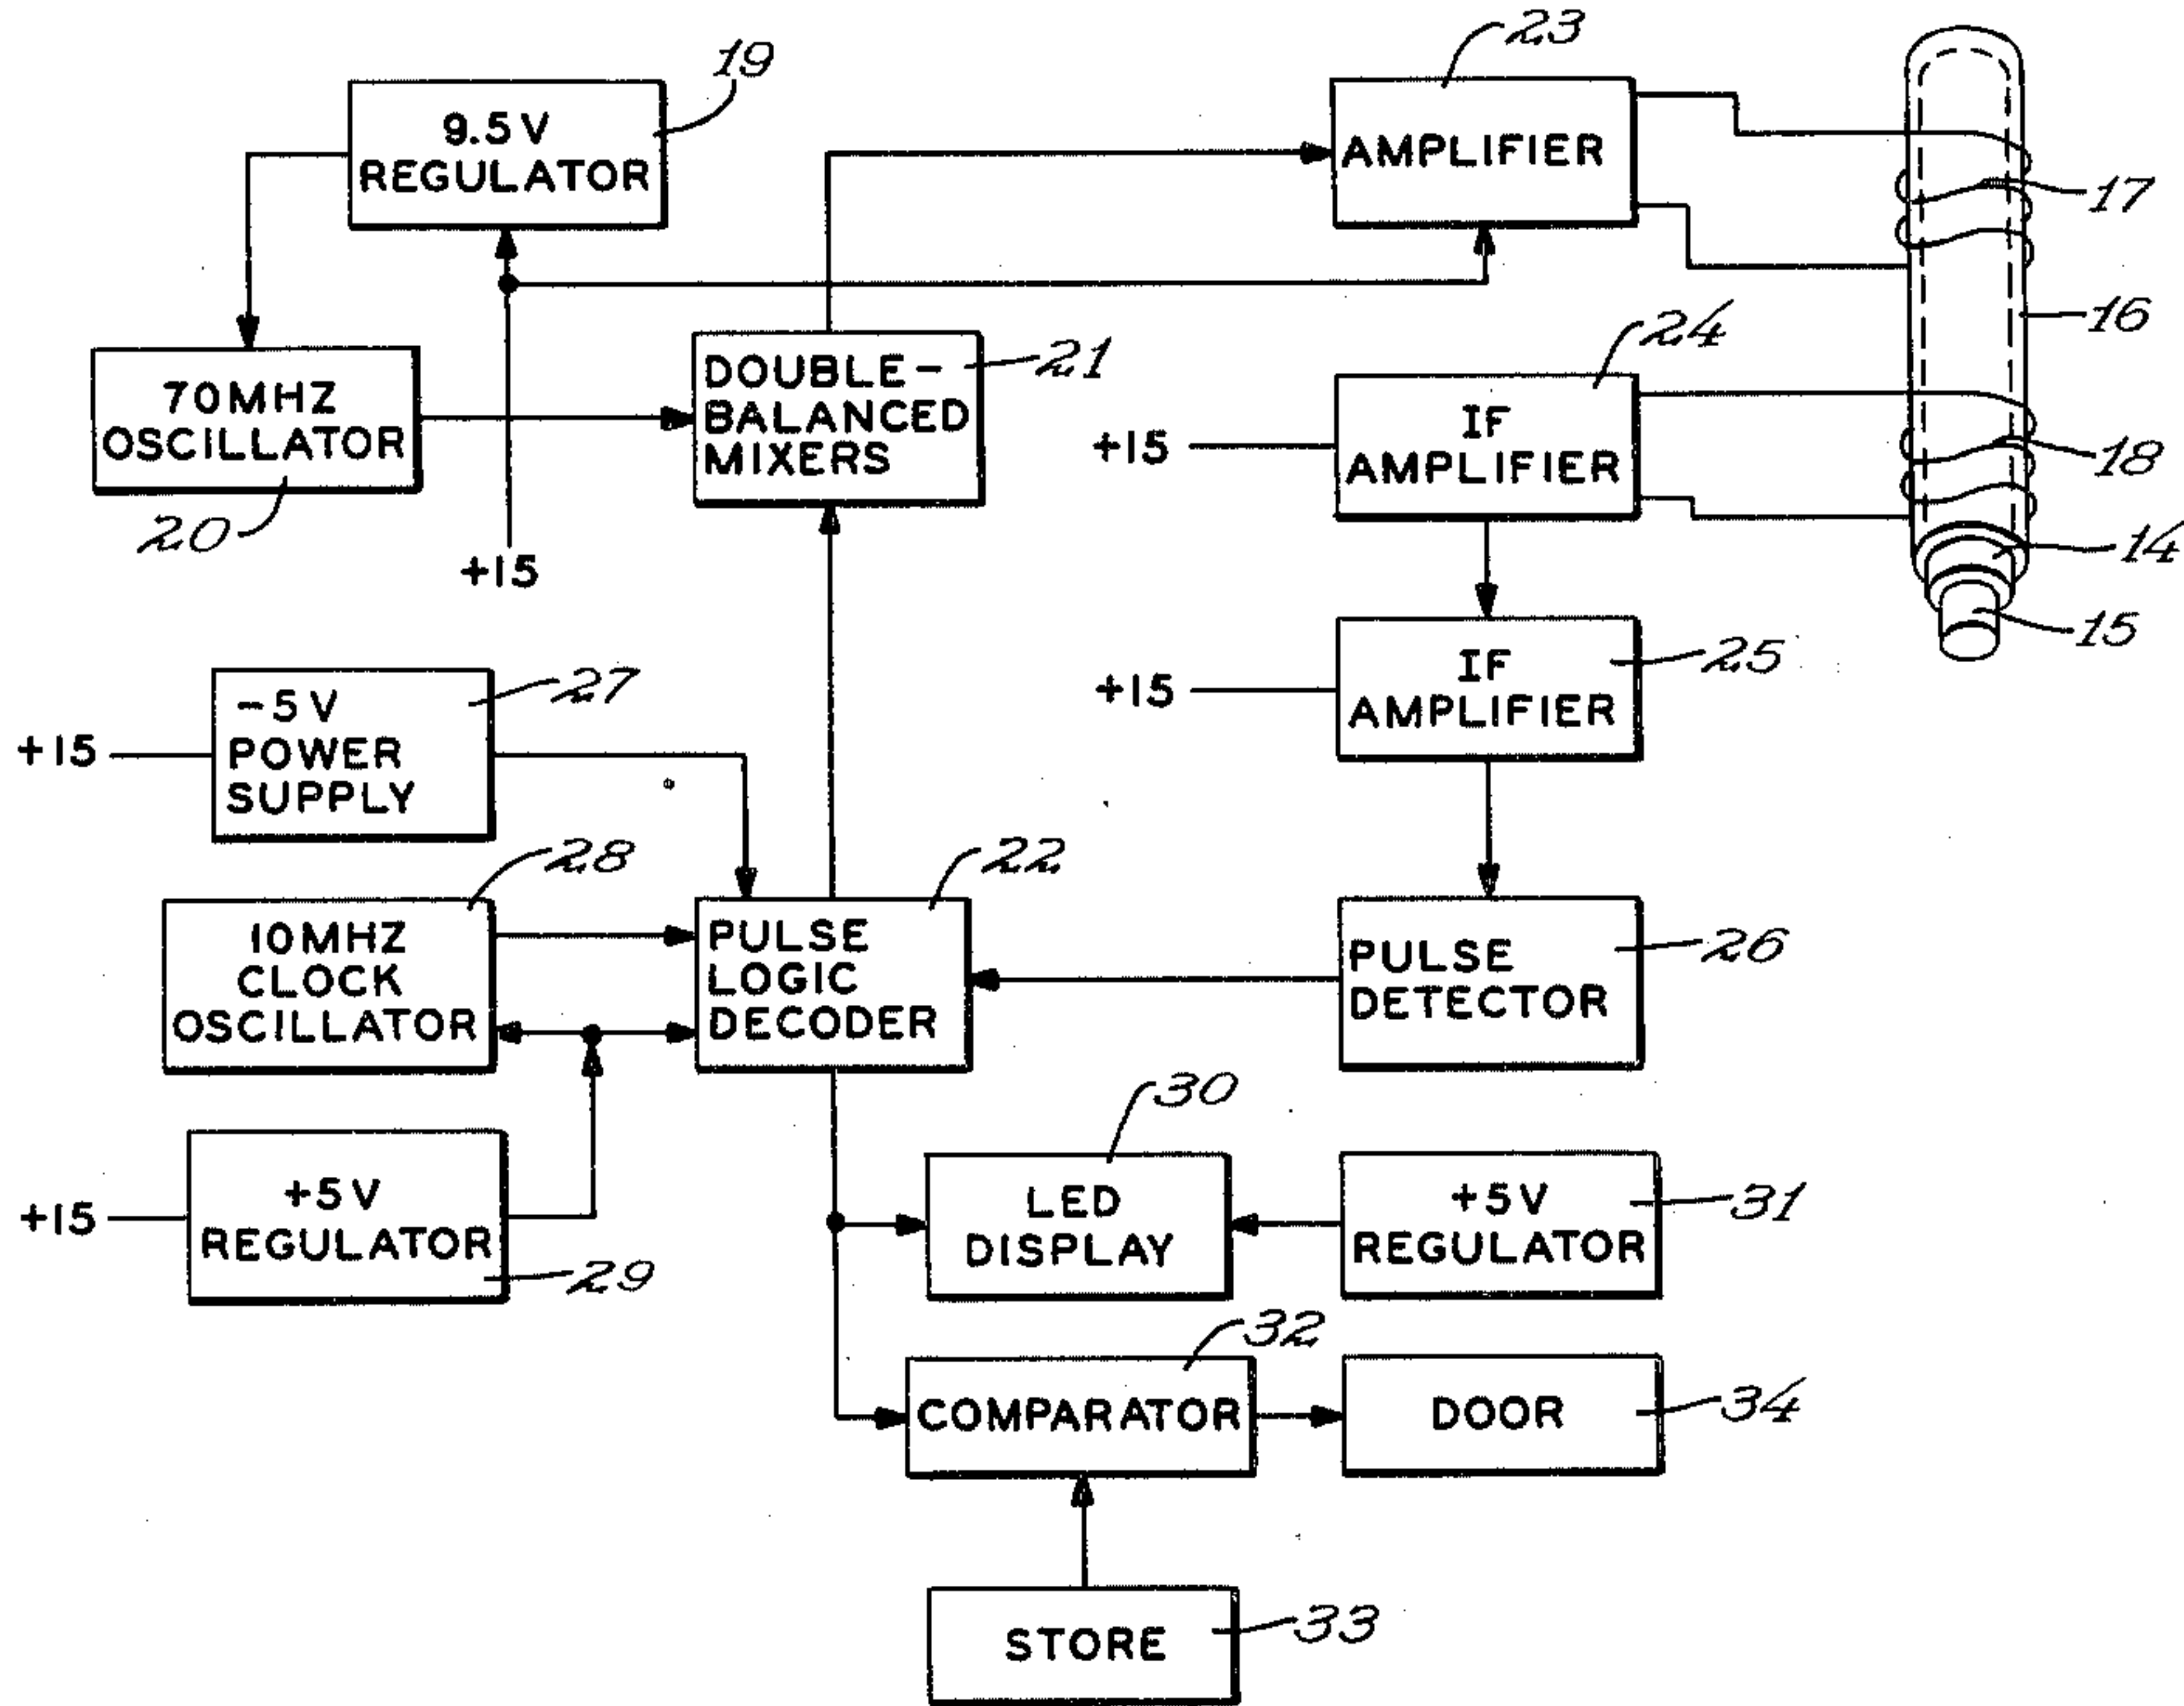 19
9.5 V
REGULATOR
23
AMPLIFIER
17
16
70MHZ
OSCILLATOR
20
DOUBLE-
BALANCED
MIXERS
21
+15
24
+15
IF
AMPLIFIER
18
14
15
+15
IF
AMPLIFIER
25
+15
-5 V
POWER
SUPPLY
27
10MHZ
CLOCK
OSCILLATOR
28
PULSE
LOGIC
DECODER
22
PULSE
DETECTOR
26
+15
+5V
REGULATOR
29
30
LED
DISPLAY
+5V
REGULATOR
31
32
COMPARATOR
DOOR
34
STORE
33